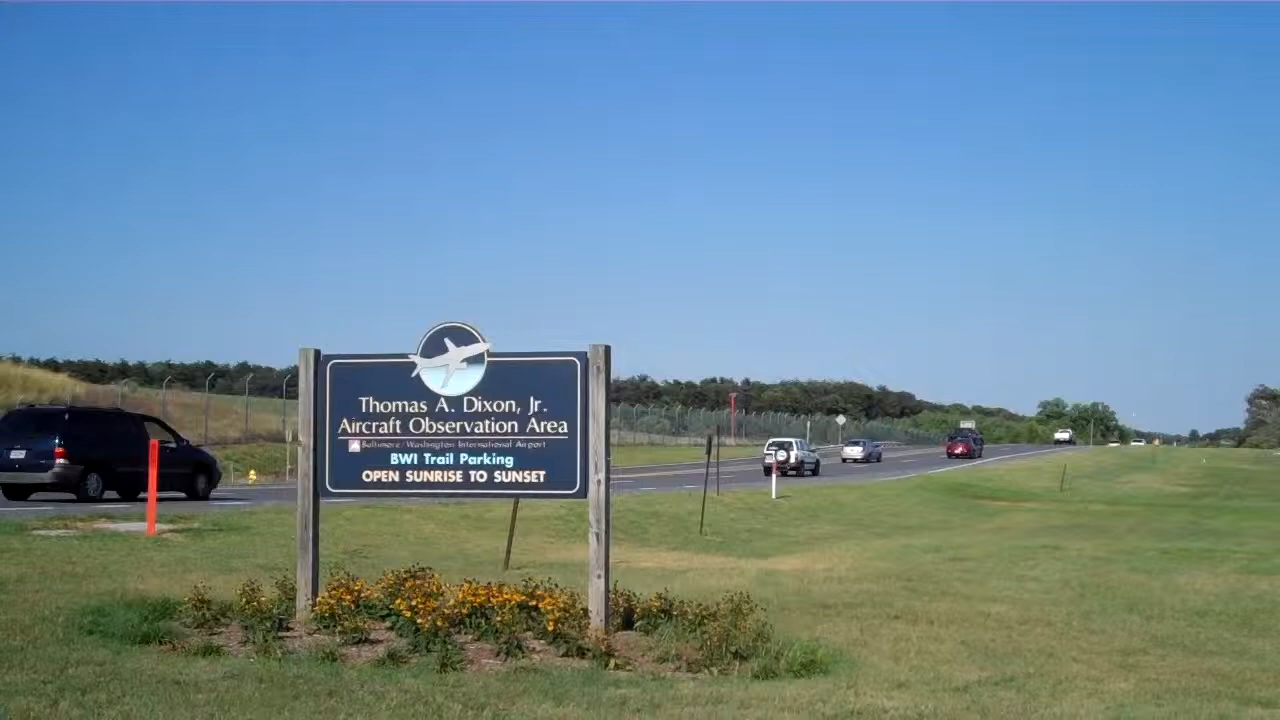 Thomas A. Dixon, Jr.
Aircraft Observation Area
Baltimore/Washington International Airport
BWI Trail Parking
OPEN SUNRISE TO SUNSET